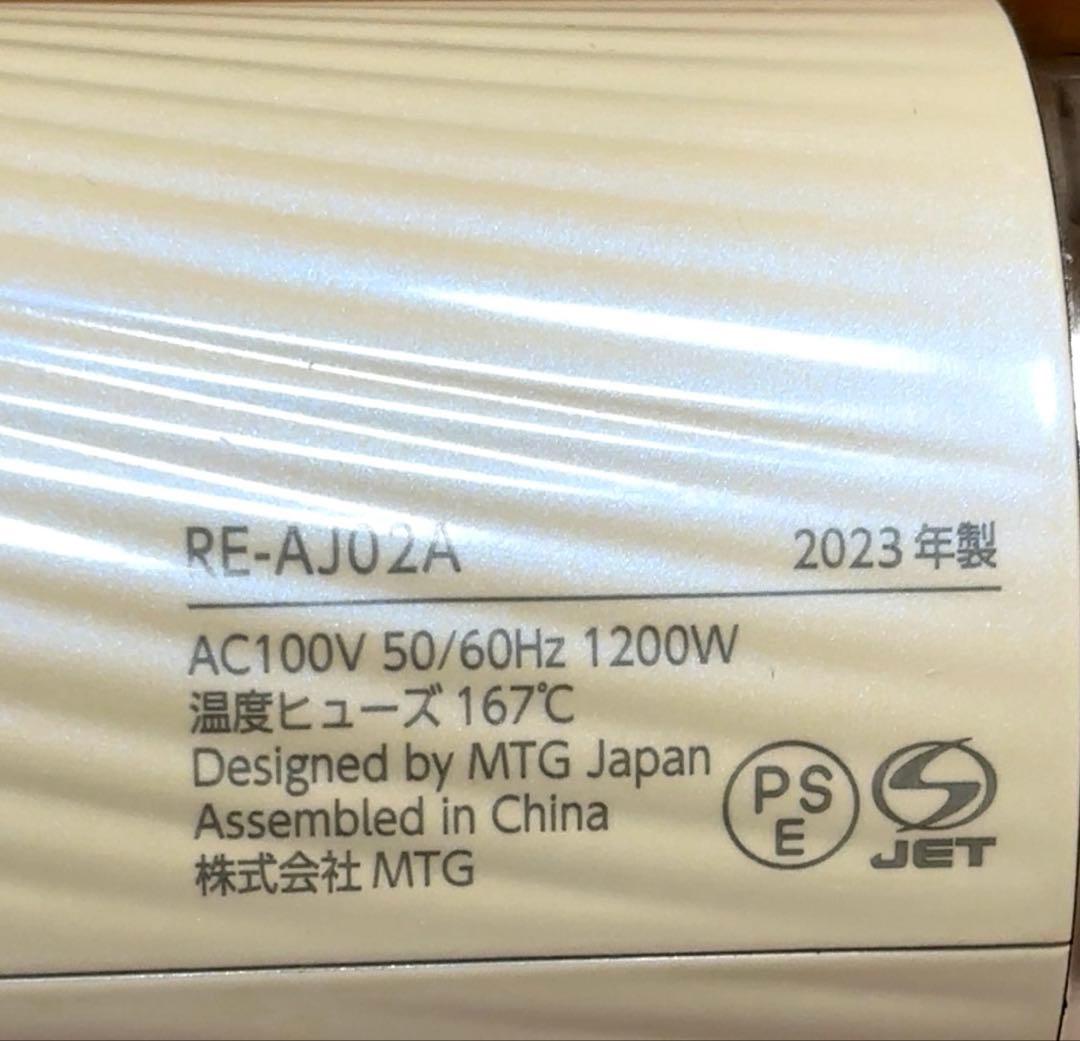 RE-AJ02A 2023年製
AC100V 50/60Hz 1200W
温度ヒューズ 167℃
Designed by MTG Japan
Assembled in China
株式会社 MTG
PS
E
JET